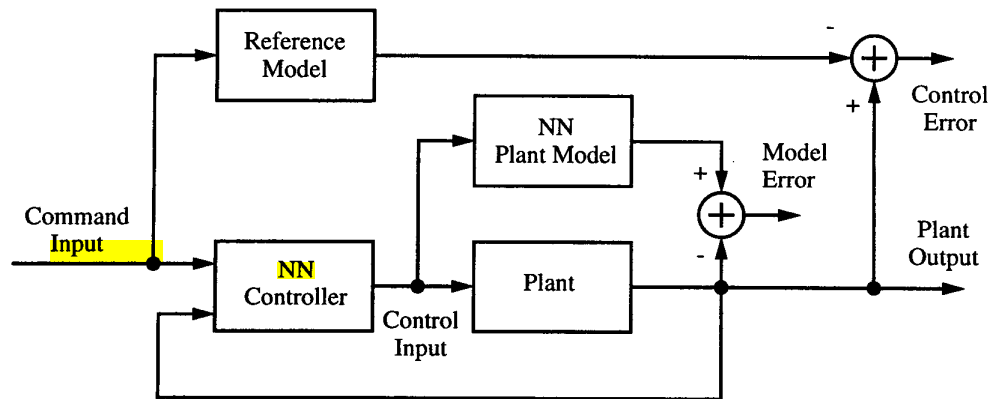 Reference
Model
-
+
Control
Error
NN
Plant Model
+
Model
Error
-
Command
Input
NN
Controller
Control
Input
Plant
Plant
Output